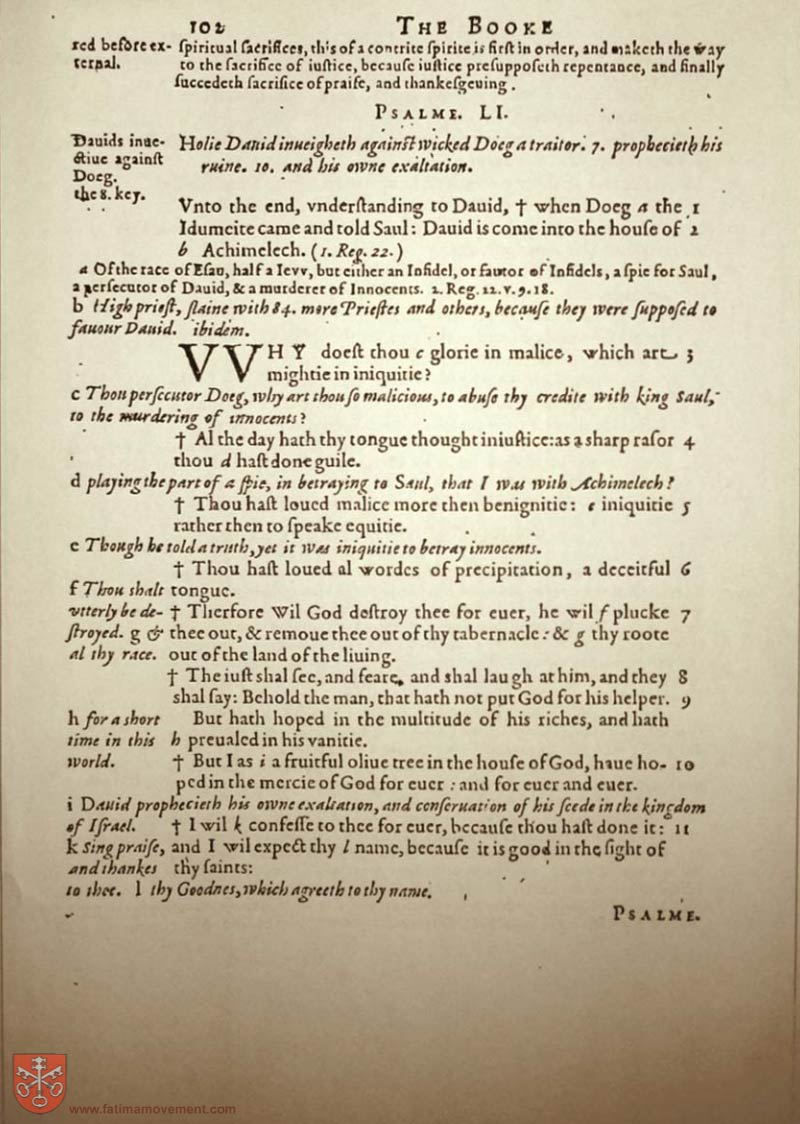 102 THE BOOKE
red before ex- spiritual sacrifices, this of a contrite spirite is first in order, and maketh the way
ternal. to the sacrifice of iustice, because iustice presupposeth repentance, and finally
succedeth sacrifice of praise, and thankesgeuing.
PSALME. LI.
Dauids inue- Holie Dauid inueigheth against wicked Doeg a traitor. 7. prophecieth his
ctiue against ruine. 10. and his owne exaltation.
Doeg.
the 8. key.
Vnto the end, vnderstanding to Dauid, † when Doeg a the 1
Idumeite came and told Saul: Dauid is come into the house of 2
b Achimelech. (1. Reg. 22.)
a Of the race of Esau, half a Ievv, but either an Infidel, or fautor of Infidels, a spie for Saul,
a persecutor of Dauid, & a murderer of Innocents. 1. Reg. 22. v. 9. 18.
b High priest, slaine with 84. more Priestes and others, because they were supposed to
fauour Dauid. ibidem.
VVHY doest thou c glorie in malice, which art 3
mightie in iniquitie?
c Thou persecutor Doeg, why art thou so malicious, to abuse thy credite with king Saul,
to the murdering of innocents?
† Al the day hath thy tongue thought iniustice: as a sharp rasor 4
thou d hast done guile.
d playing the part of a spie, in betraying to Saul, that I was with Achimelech?
† Thou hast loued malice more then benignitie: e iniquitie 5
rather then to speake equitie.
e Though he told a truth, yet it was iniquitie to betray innocents.
† Thou hast loued al wordes of precipitation, a deceitful 6
f Thou shalt tongue.
vtterly be de- † Therfore Wil God destroy thee for euer, he wil f plucke 7
stroyed. g & thee out, & remoue thee out of thy tabernacle: & g thy roote
al thy race. out of the land of the liuing.
† The iust shal see, and feare, and shal laugh at him, and they 8
shal say: Behold the man, that hath not put God for his helper. 9
h for a short But hath hoped in the multitude of his riches, and hath
time in this h preualed in his vanitie.
world. † But I as i a fruitful oliue tree in the house of God, haue ho- 10
ped in the mercie of God for euer: and for euer and euer.
i Dauid prophecieth his owne exaltation, and conseruation of his seede in the kingdom
of Israel. † I wil k confesse to thee for euer, because thou hast done it: 11
k Sing praise, and I wil expect thy l name, because it is good in the sight of
and thankes thy saints:
to thee. l thy Goodnes, which agreeth to thy name.
PSALME.
www.fatimamovement.com